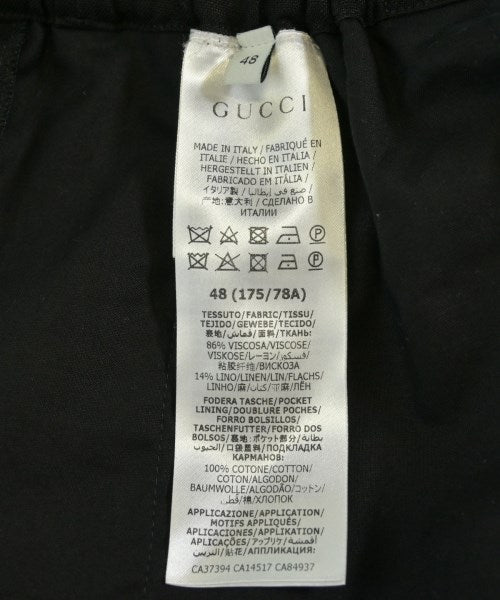 48
GUCCI
MADE IN ITALY / FABRIQUÉ EN
ITALIE / HECHO EN ITALIA/
HERGESTELLT IN ITALIEN/
FABRICADO EM ITÁLIA/
イタリア製 / صنع في إيطاليا /
产地:意大利/ СДЕЛАНО В
ИТАЛИИ
P
P
48 (175/78A)
TESSUTO/FABRIC/TISSU/
TEJIDO/GEWEBE/TECIDO/
表地/قماش/面料/ТКАНЬ:
86% VISCOSA/VISCOSE/
VISKOSE/レーヨン/فسكوز/
粘胶纤维/ВИСКОЗА
14% LINO/LINEN/LIN/FLACHS/
LINHO/麻/كتان/亚麻/ЛЁН
FODERA TASCHE/POCKET
LINING/DOUBLURE POCHES/
FORRO BOLSILLOS/
TASCHENFUTTER/FORRO DOS
BOLSOS/裏地:ポケット部分/بطانة
الجيوب/口袋里料/ПОДКЛАДКА
КАРМАНОВ:
100% COTONE/COTTON/
COTON/ALGODON/
BAUMWOLLE/ALGODÃO/コットン/
قطن/棉/ХЛОПОК
APPLICAZIONE/APPLICATION/
MOTIFS APPLIQUÉS/
APLICACIONES/APPLIKATION/
APLICAÇÕES/アップリケ/أقمشة
التزيين/贴花/АППЛИКАЦИЯ:
CA37394 CA14517 CA84937